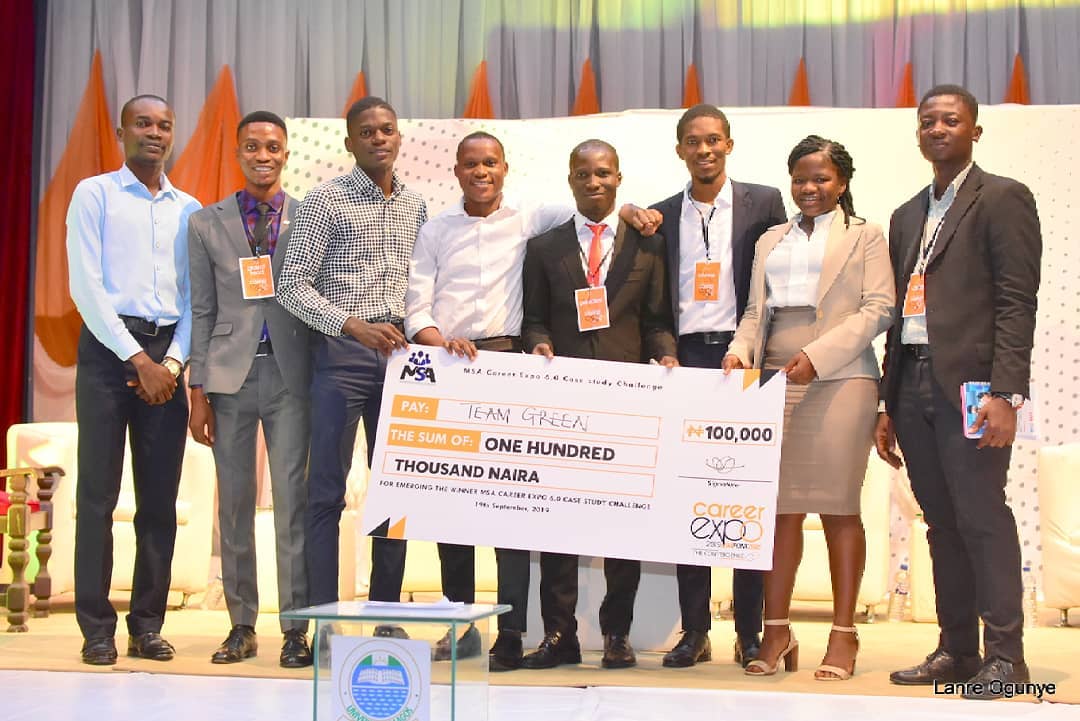 MSA
MSA Career Expo 6.0 Case study Challenge
PAY: TEAM GREEN
THE SUM OF: ONE HUNDRED
THOUSAND NAIRA
₦100,000
Signature
FOR EMERGING THE WINNER MSA CAREER EXPO 6.0 CASE STUDY CHALLENGE
19th September, 2019
career
expo
THE CONFERENCE
Lanre Ogunye